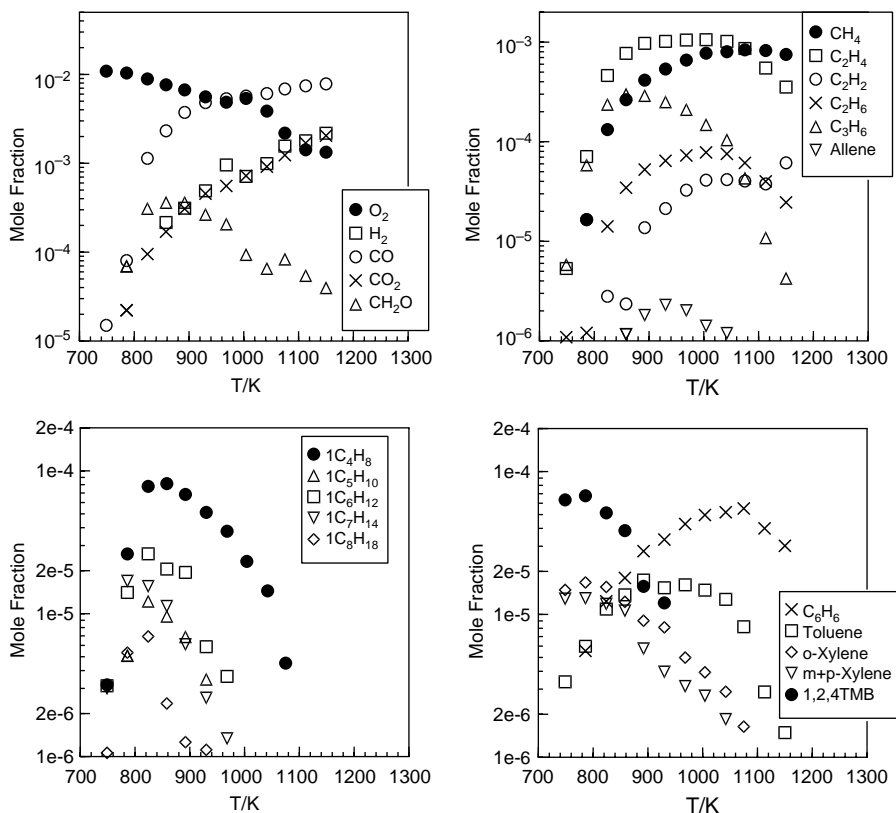 Mole Fraction
10⁻²
10⁻³
10⁻⁴
10⁻⁵
700 800 900 1000 1100 1200 1300
T/K
O₂
H₂
CO
CO₂
CH₂O
Mole Fraction
10⁻³
10⁻⁴
10⁻⁵
10⁻⁶
700 800 900 1000 1100 1200 1300
T/K
CH₄
C₂H₄
C₂H₂
C₂H₆
C₃H₆
Allene
Mole Fraction
2e-4
1e-4
2e-5
1e-5
2e-6
1e-6
700 800 900 1000 1100 1200 1300
T/K
1C₄H₈
1C₅H₁₀
1C₆H₁₂
1C₇H₁₄
1C₈H₁₈
Mole Fraction
2e-4
1e-4
2e-5
1e-5
2e-6
1e-6
700 800 900 1000 1100 1200 1300
T/K
C₆H₆
Toluene
o-Xylene
m+p-Xylene
1,2,4TMB